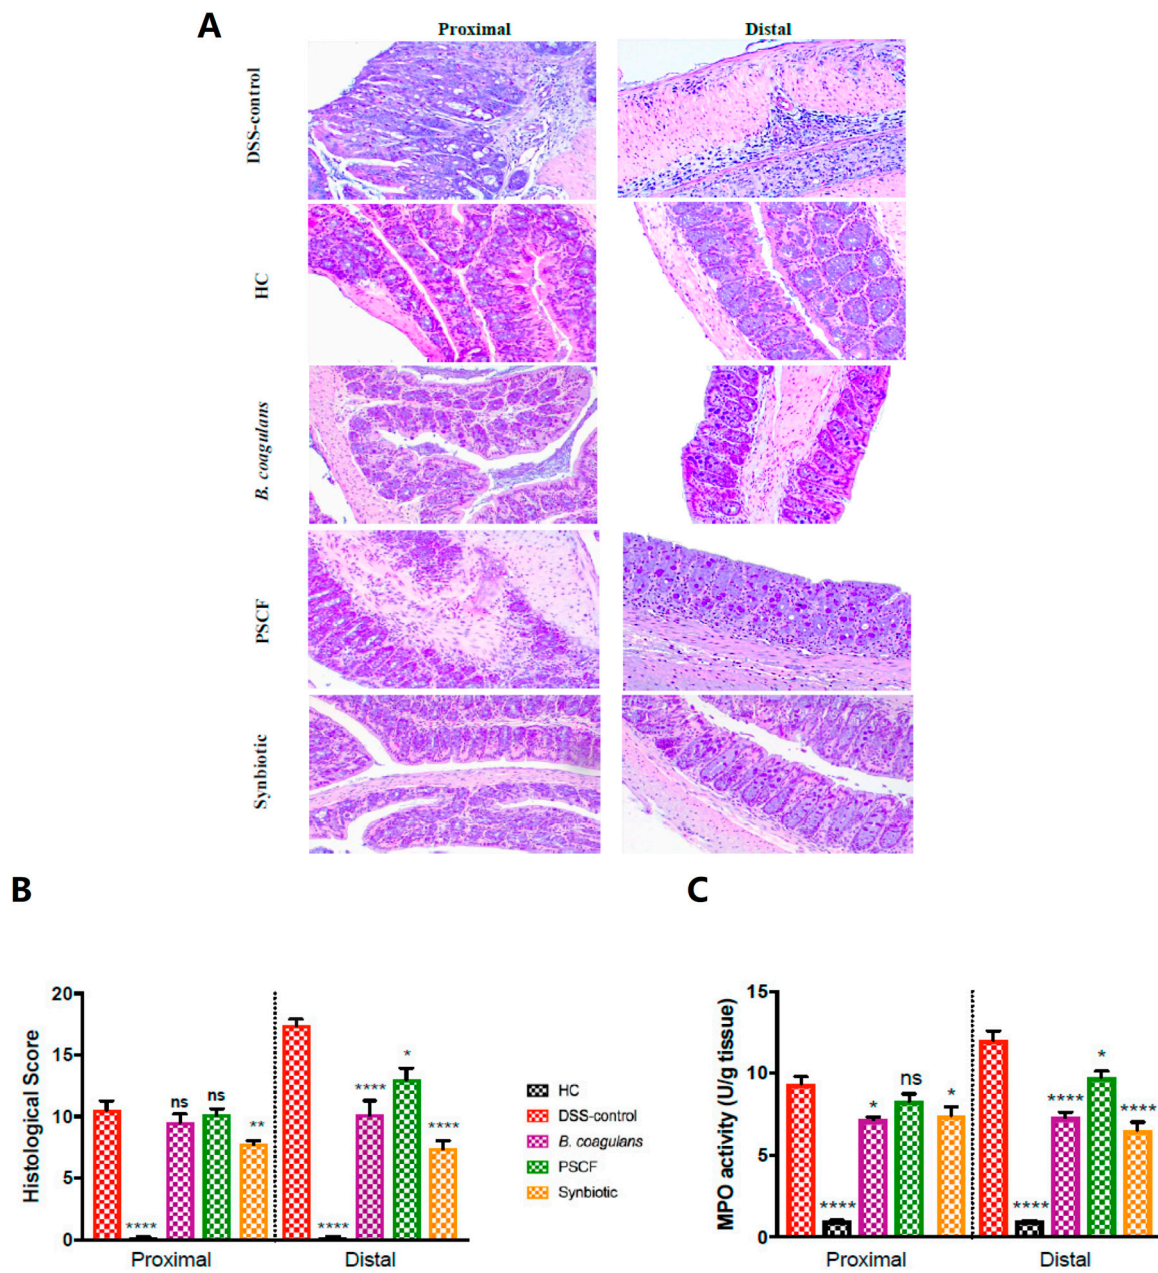 A
Proximal Distal
DSS-control
HC
B. coagulans
PSCF
Synbiotic
B
Histological Score
20
15
10
5
0
****
ns
ns
**
****
****
*
****
Proximal Distal
HC
DSS-control
B. coagulans
PSCF
Synbiotic
C
MPO activity (U/g tissue)
15
10
5
0
****
*
ns
*
****
****
*
****
Proximal Distal